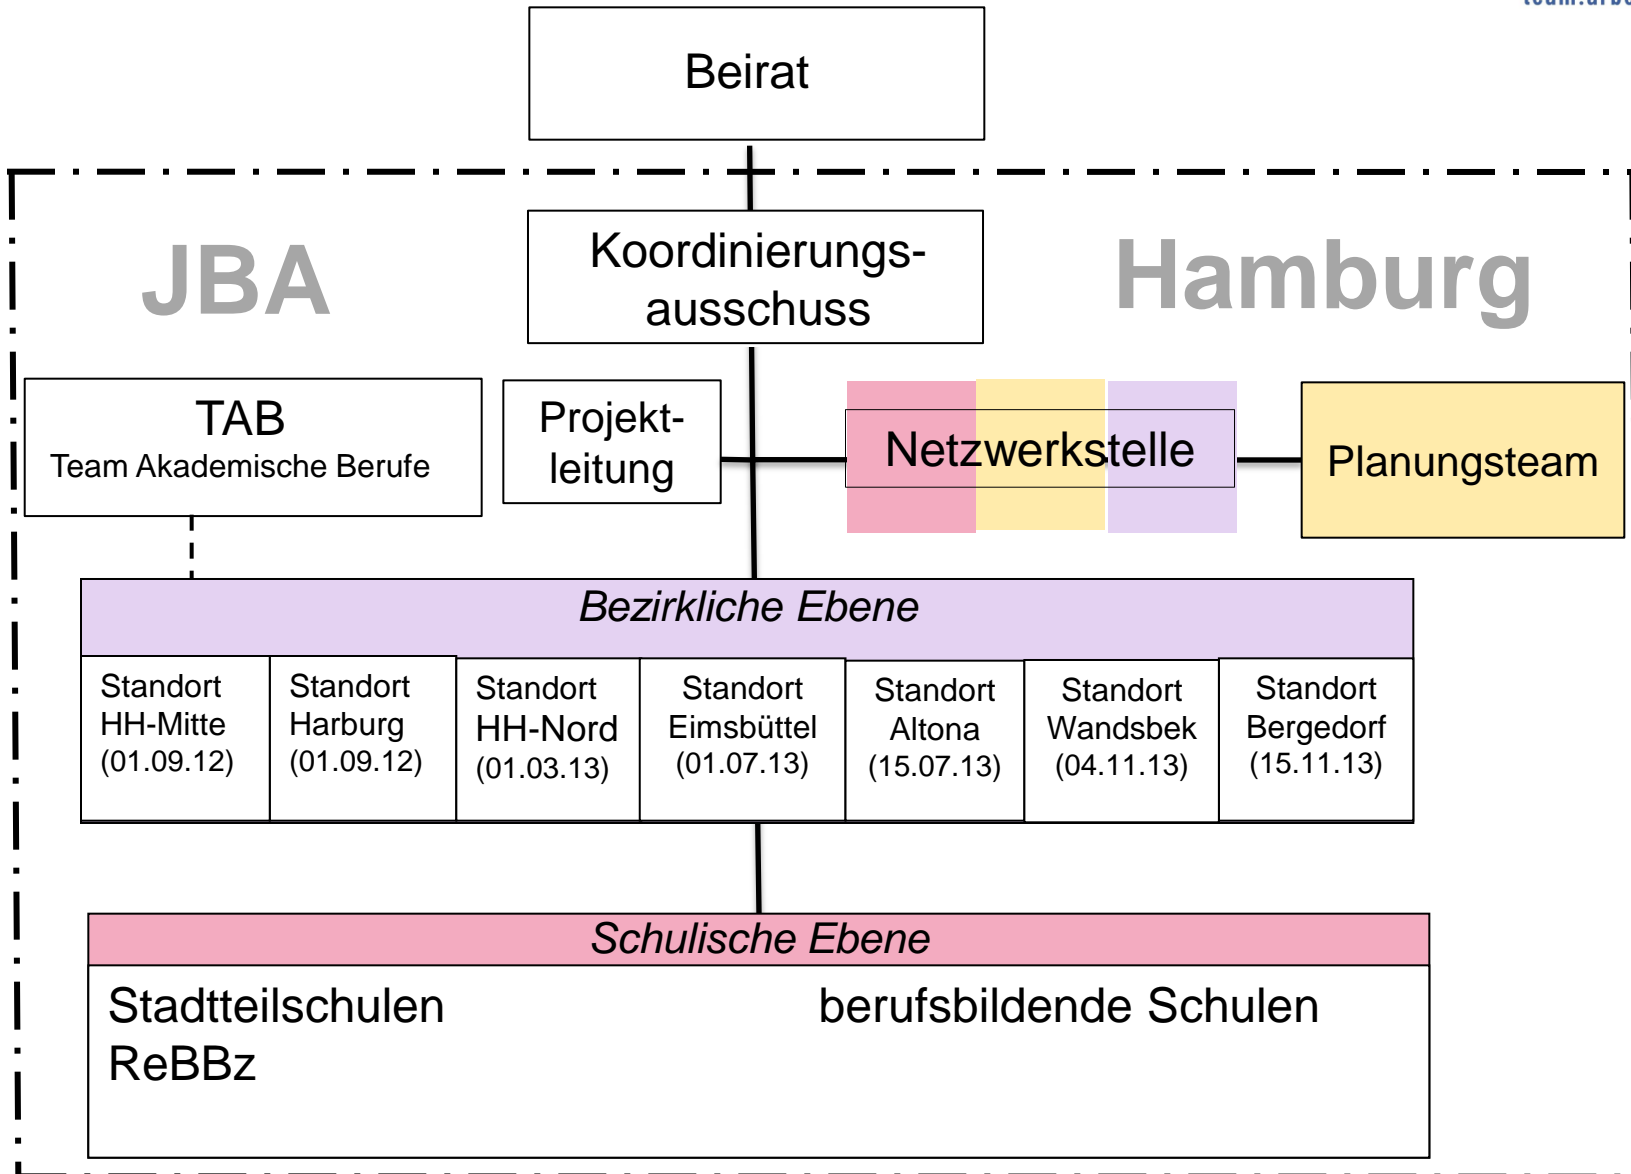 Beirat
JBA
Hamburg
Koordinierungs-
ausschuss
TAB
Team Akademische Berufe
Projekt-
leitung
Netzwerkstelle
Planungsteam
Bezirkliche Ebene
Standort
HH-Mitte
(01.09.12)
Standort
Harburg
(01.09.12)
Standort
HH-Nord
(01.03.13)
Standort
Eimsbüttel
(01.07.13)
Standort
Altona
(15.07.13)
Standort
Wandsbek
(04.11.13)
Standort
Bergedorf
(15.11.13)
Schulische Ebene
Stadtteilschulen
berufsbildende Schulen
ReBBz